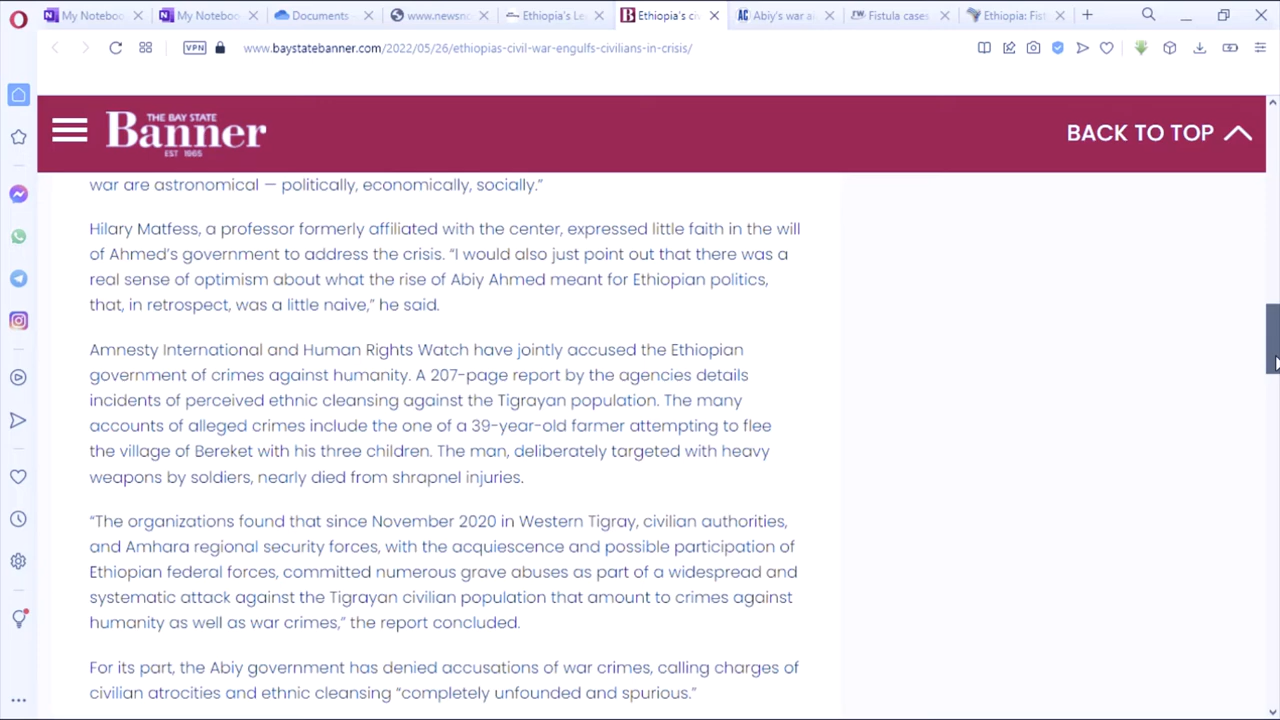 My Noteboo
My Noteboo
Documents -
www.newsno
Ethiopia's Le
Ethiopia's ci
Abiy's war a
Fistula cases
Ethiopia: Fist
VPN
www.baystatebanner.com/2022/05/26/ethiopias-civil-war-engulfs-civilians-in-crisis/
THE BAY STATE
Banner
EST 1965
BACK TO TOP
war are astronomical — politically, economically, socially.”
Hilary Matfess, a professor formerly affiliated with the center, expressed little faith in the will
of Ahmed’s government to address the crisis. “I would also just point out that there was a
real sense of optimism about what the rise of Abiy Ahmed meant for Ethiopian politics,
that, in retrospect, was a little naive,” he said.
Amnesty International and Human Rights Watch have jointly accused the Ethiopian
government of crimes against humanity. A 207-page report by the agencies details
incidents of perceived ethnic cleansing against the Tigrayan population. The many
accounts of alleged crimes include the one of a 39-year-old farmer attempting to flee
the village of Bereket with his three children. The man, deliberately targeted with heavy
weapons by soldiers, nearly died from shrapnel injuries.
“The organizations found that since November 2020 in Western Tigray, civilian authorities,
and Amhara regional security forces, with the acquiescence and possible participation of
Ethiopian federal forces, committed numerous grave abuses as part of a widespread and
systematic attack against the Tigrayan civilian population that amount to crimes against
humanity as well as war crimes,” the report concluded.
For its part, the Abiy government has denied accusations of war crimes, calling charges of
civilian atrocities and ethnic cleansing “completely unfounded and spurious.”